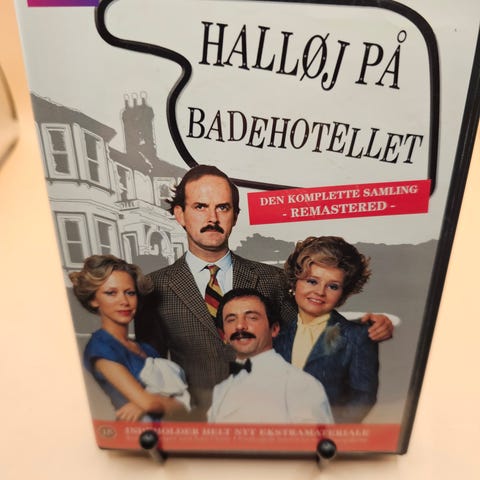 HALLØJ PÅ
BADEHOTELLET
DEN KOMPLETTE SAMLING
- REMASTERED -
INDEHOLDER HELT NYT EKSTRAMATERIALE